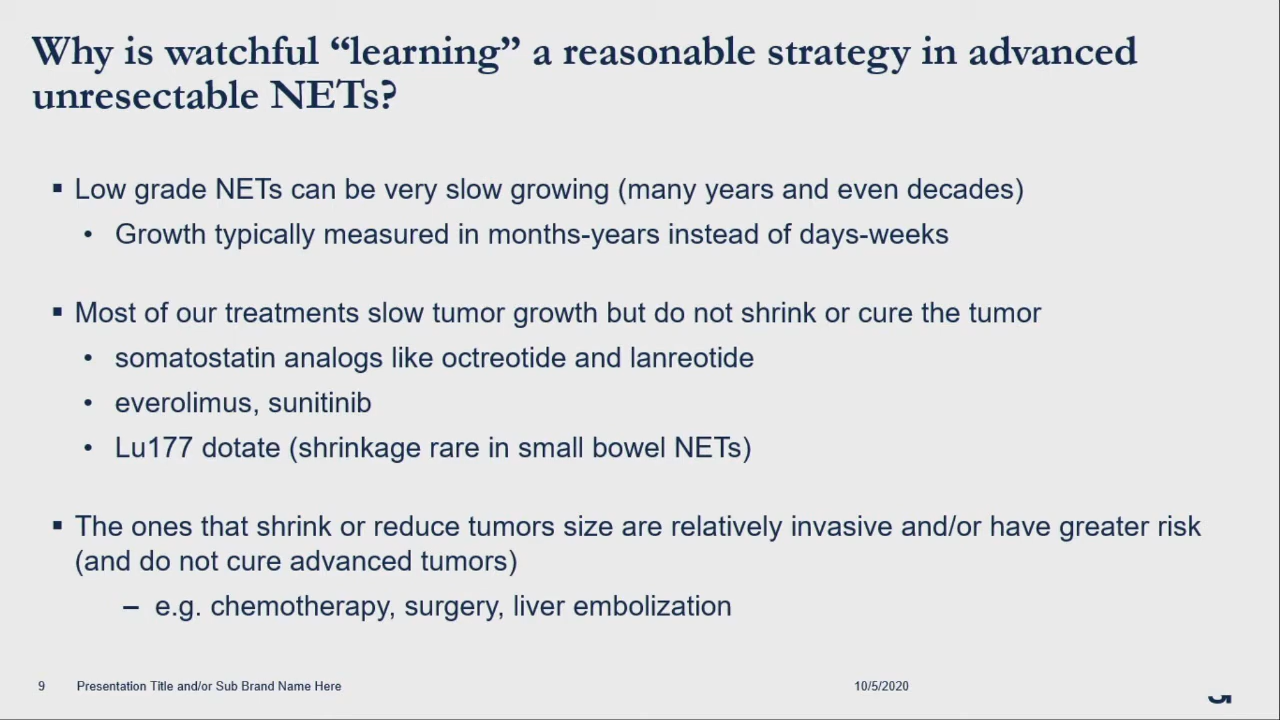 Why is watchful “learning” a reasonable strategy in advanced
unresectable NETs?
▪ Low grade NETs can be very slow growing (many years and even decades)
• Growth typically measured in months-years instead of days-weeks
▪ Most of our treatments slow tumor growth but do not shrink or cure the tumor
• somatostatin analogs like octreotide and lanreotide
• everolimus, sunitinib
• Lu177 dotate (shrinkage rare in small bowel NETs)
▪ The ones that shrink or reduce tumors size are relatively invasive and/or have greater risk
(and do not cure advanced tumors)
– e.g. chemotherapy, surgery, liver embolization
9 Presentation Title and/or Sub Brand Name Here 10/5/2020